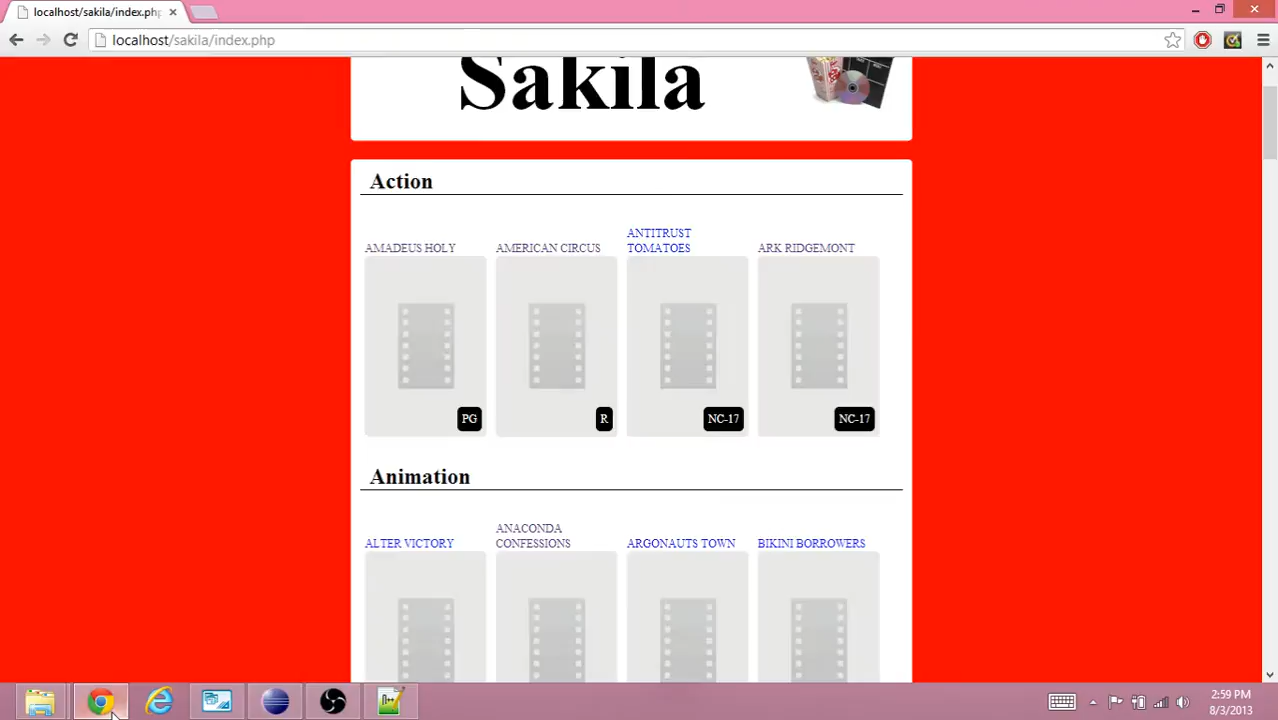 localhost/sakila/index.php
localhost/sakila/index.php
Sakila
Action
AMADEUS HOLY
AMERICAN CIRCUS
ANTITRUST
TOMATOES
ARK RIDGEMONT
PG
R
NC-17
NC-17
Animation
ALTER VICTORY
ANACONDA
CONFESSIONS
ARGONAUTS TOWN
BIKINI BORROWERS
2:59 PM
8/3/2013